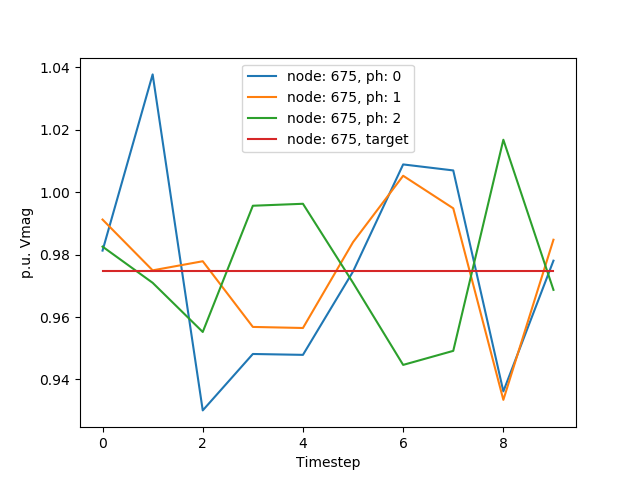 node: 675, ph: 0
node: 675, ph: 1
node: 675, ph: 2
node: 675, target
1.04
1.02
1.00
0.98
0.96
0.94
p.u. Vmag
0
2
4
6
8
Timestep